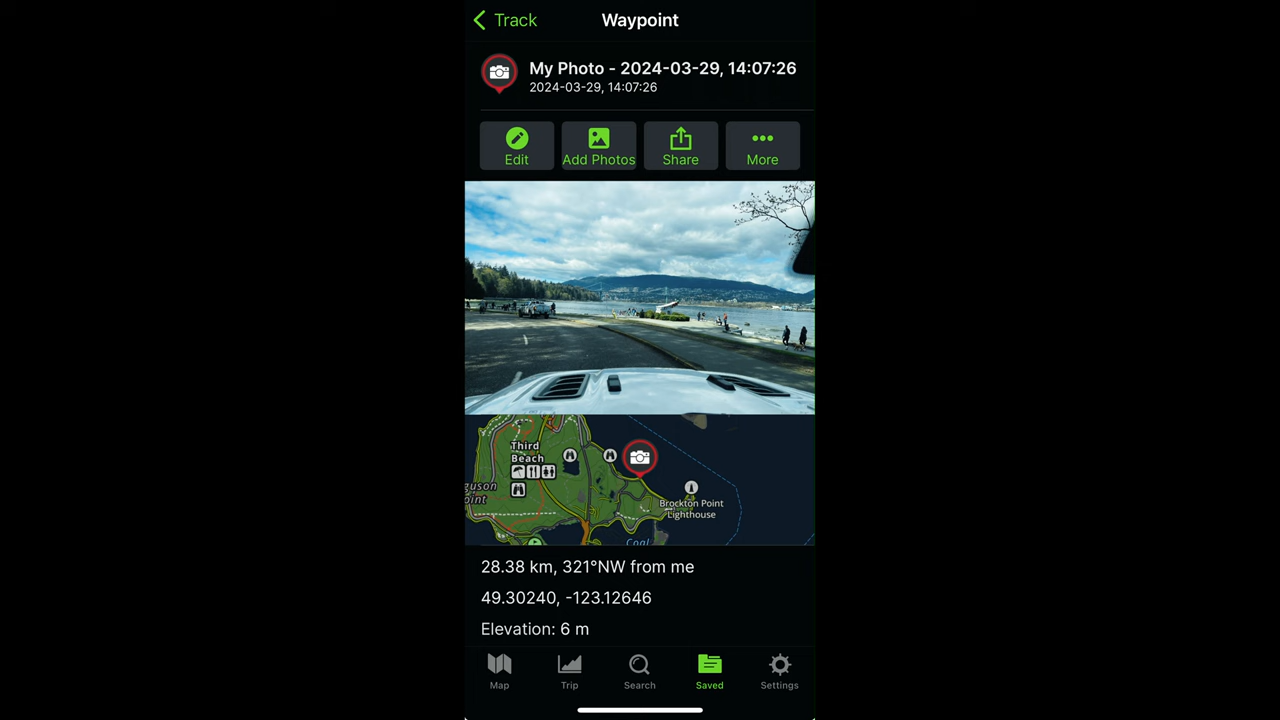 Track
Waypoint
My Photo - 2024-03-29, 14:07:26
2024-03-29, 14:07:26
Edit
Add Photos
Share
More
Third
Beach
guson
oint
Brockton Point
Lighthouse
Coal
28.38 km, 321°NW from me
49.30240, -123.12646
Elevation: 6 m
Map
Trip
Search
Saved
Settings